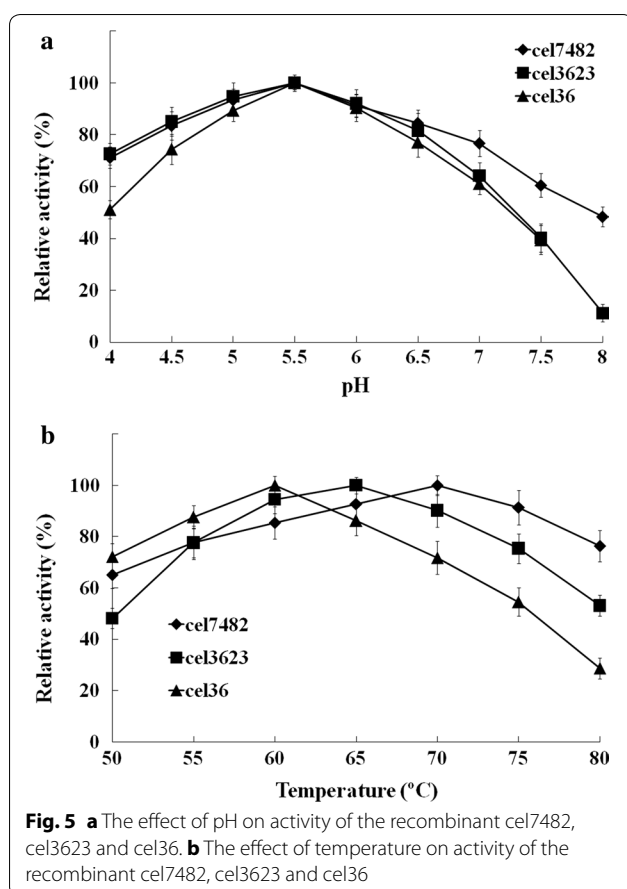 a
cel7482
cel3623
cel36
100
80
60
40
20
0
Relative activity (%)
4 4.5 5 5.5 6 6.5 7 7.5 8
pH
b
100
80
60
40
20
0
Relative activity (%)
cel7482
cel3623
cel36
50 55 60 65 70 75 80
Temperature (°C)
Fig. 5 a The effect of pH on activity of the recombinant cel7482,
cel3623 and cel36. b The effect of temperature on activity of the
recombinant cel7482, cel3623 and cel36